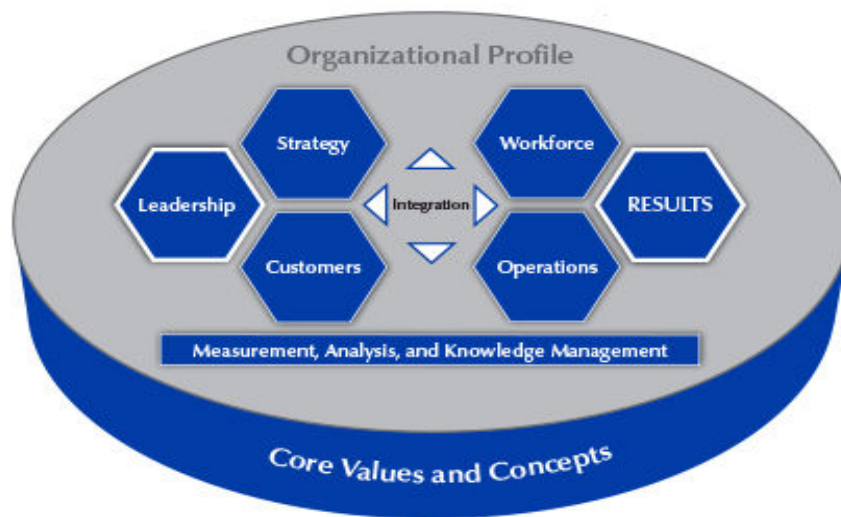 Organizational Profile
Strategy
Workforce
Leadership
Integration
RESULTS
Customers
Operations
Measurement, Analysis, and Knowledge Management
Core Values and Concepts